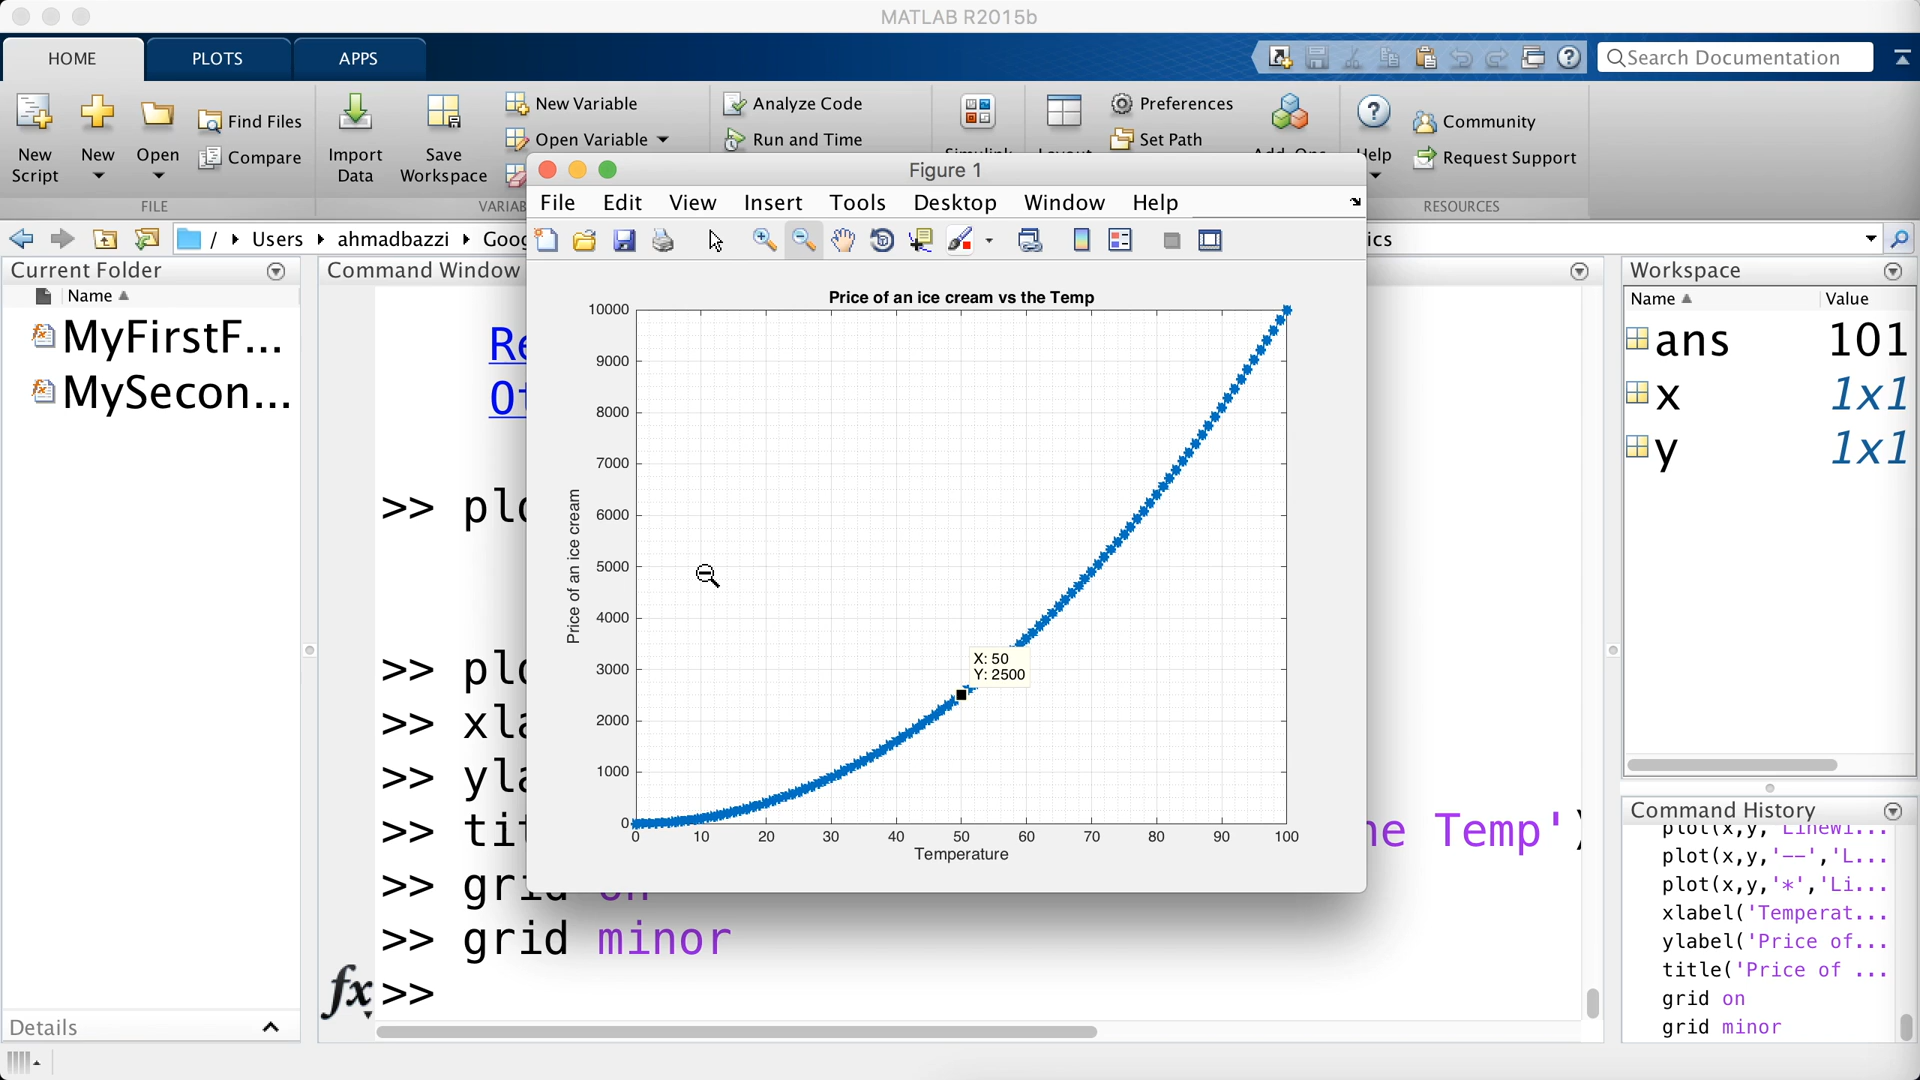 MATLAB R2015b
HOME
PLOTS
APPS
Search Documentation
New Script
New
Open
Find Files
Compare
Import Data
Save Workspace
New Variable
Open Variable
Analyze Code
Run and Time
Preferences
Set Path
Community
Request Support
FILE
RESOURCES
/ Users ahmadbazzi
Current Folder
Name
MyFirstF...
MySecon...
Details
Command Window
>>
>>
>>
>>
>> he Temp')
>>
>> grid minor
fx >>
Figure 1
File Edit View Insert Tools Desktop Window Help
Price of an ice cream vs the Temp
Price of an ice cream
10000
9000
8000
7000
6000
5000
4000
3000
2000
1000
0
X: 50
Y: 2500
0 10 20 30 40 50 60 70 80 90 100
Temperature
Workspace
Name Value
ans 101
x 1x1
y 1x1
Command History
plot(x,y,'LineWi...
plot(x,y,'--','L...
plot(x,y,'*','Li...
xlabel('Temperat...
ylabel('Price of...
title('Price of ...
grid on
grid minor